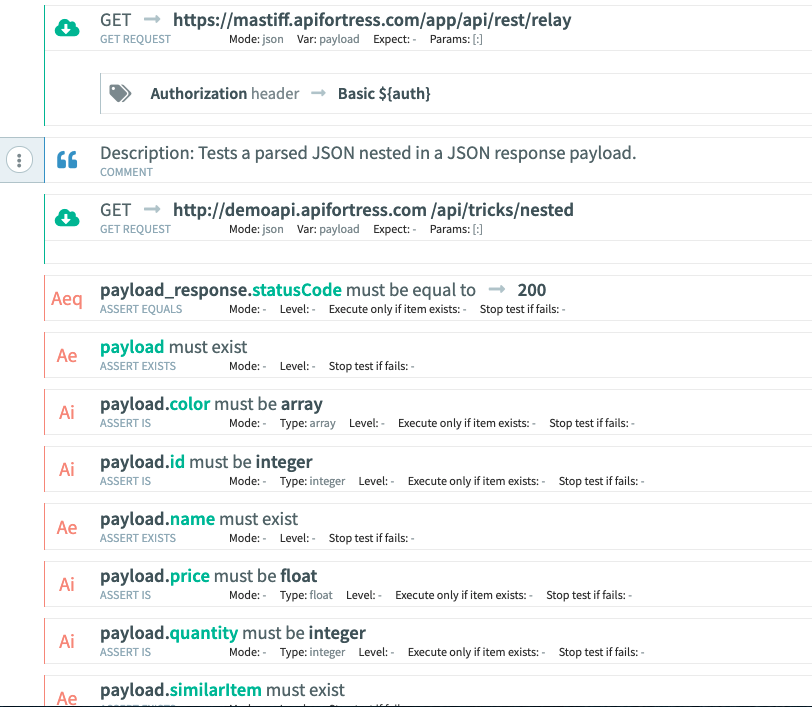 GET → https://mastiff.apifortress.com/app/api/rest/relay
GET REQUEST Mode: json Var: payload Expect: - Params: [:]
Authorization header → Basic ${auth}
Description: Tests a parsed JSON nested in a JSON response payload.
COMMENT
GET → http://demoapi.apifortress.com /api/tricks/nested
GET REQUEST Mode: json Var: payload Expect: - Params: [:]
Aeq payload_response.statusCode must be equal to → 200
ASSERT EQUALS Mode: - Level: - Execute only if item exists: - Stop test if fails: -
Ae payload must exist
ASSERT EXISTS Mode: - Level: - Stop test if fails: -
Ai payload.color must be array
ASSERT IS Mode: - Type: array Level: - Execute only if item exists: - Stop test if fails: -
Ai payload.id must be integer
ASSERT IS Mode: - Type: integer Level: - Execute only if item exists: - Stop test if fails: -
Ae payload.name must exist
ASSERT EXISTS Mode: - Level: - Stop test if fails: -
Ai payload.price must be float
ASSERT IS Mode: - Type: float Level: - Execute only if item exists: - Stop test if fails: -
Ai payload.quantity must be integer
ASSERT IS Mode: - Type: integer Level: - Execute only if item exists: - Stop test if fails: -
Ae payload.similarItem must exist